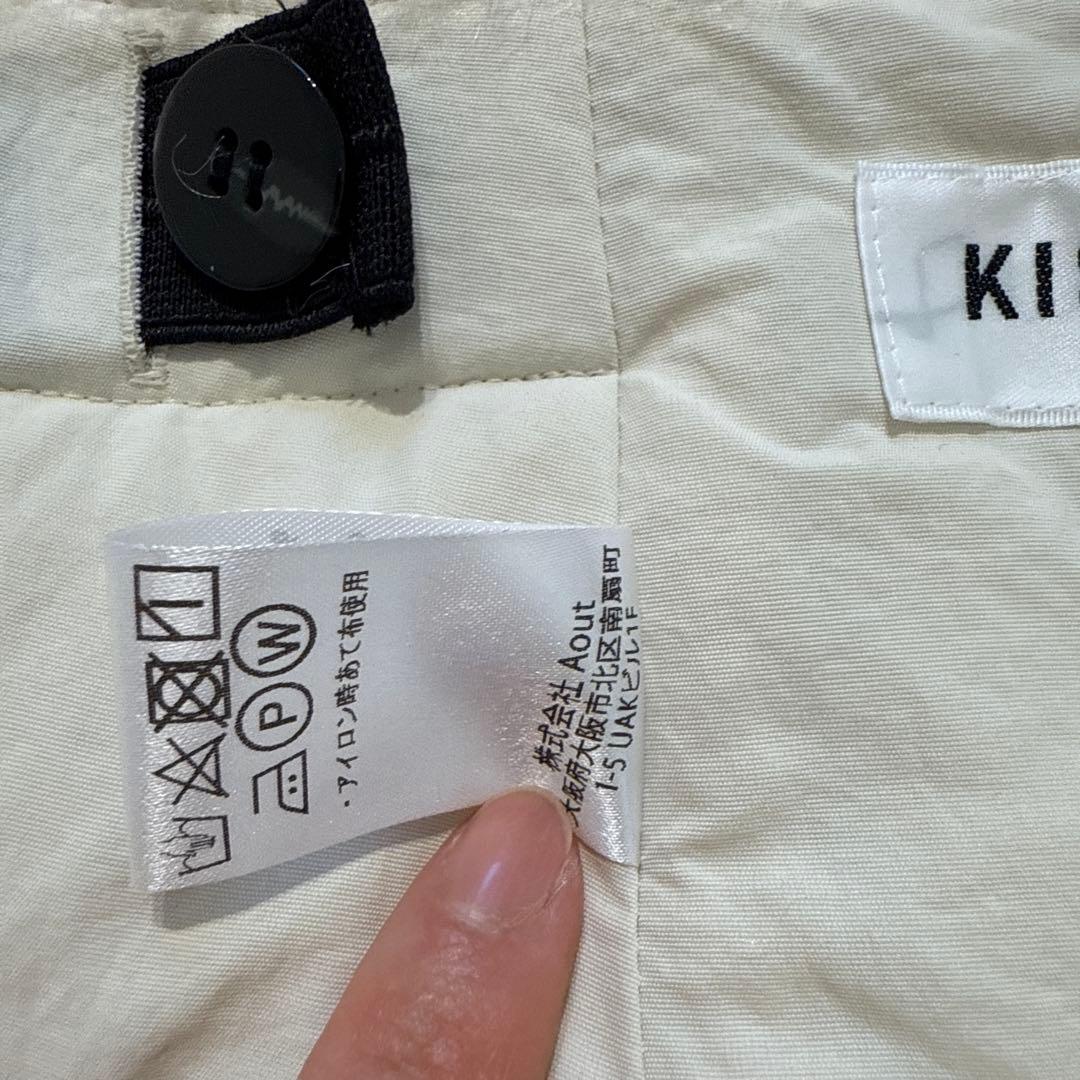 KI
P
W
・アイロン時あて布使用
株式会社 Aout
大阪府大阪市北区南扇町
1-5 UAKビル1F